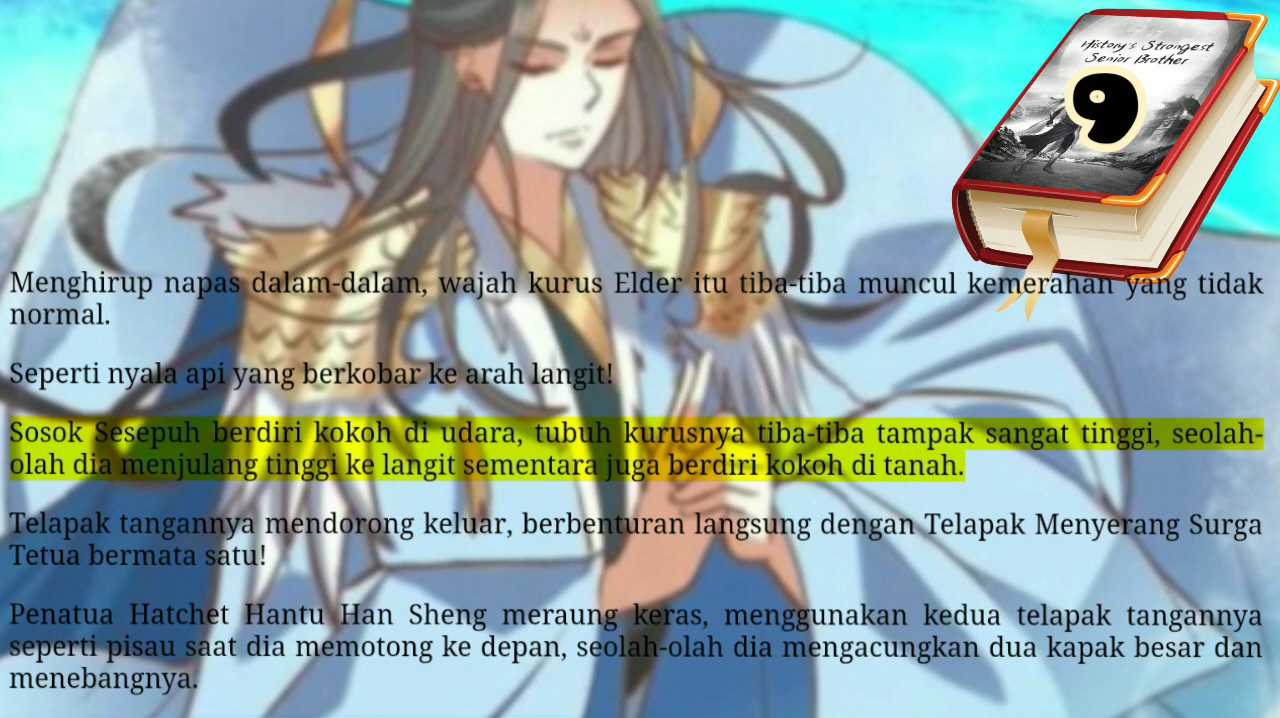 History's Strongest
Senior Brother
9
Menghirup napas dalam-dalam, wajah kurus Elder itu tiba-tiba muncul kemerahan yang tidak
normal.
Seperti nyala api yang berkobar ke arah langit!
Sosok Sesepuh berdiri kokoh di udara, tubuh kurusnya tiba-tiba tampak sangat tinggi, seolah-
olah dia menjulang tinggi ke langit sementara juga berdiri kokoh di tanah.
Telapak tangannya mendorong keluar, berbenturan langsung dengan Telapak Menyerang Surga
Tetua bermata satu!
Penatua Hatchet Hantu Han Sheng meraung keras, menggunakan kedua telapak tangannya
seperti pisau saat dia memotong ke depan, seolah-olah dia mengacungkan dua kapak besar dan
menebangnya.